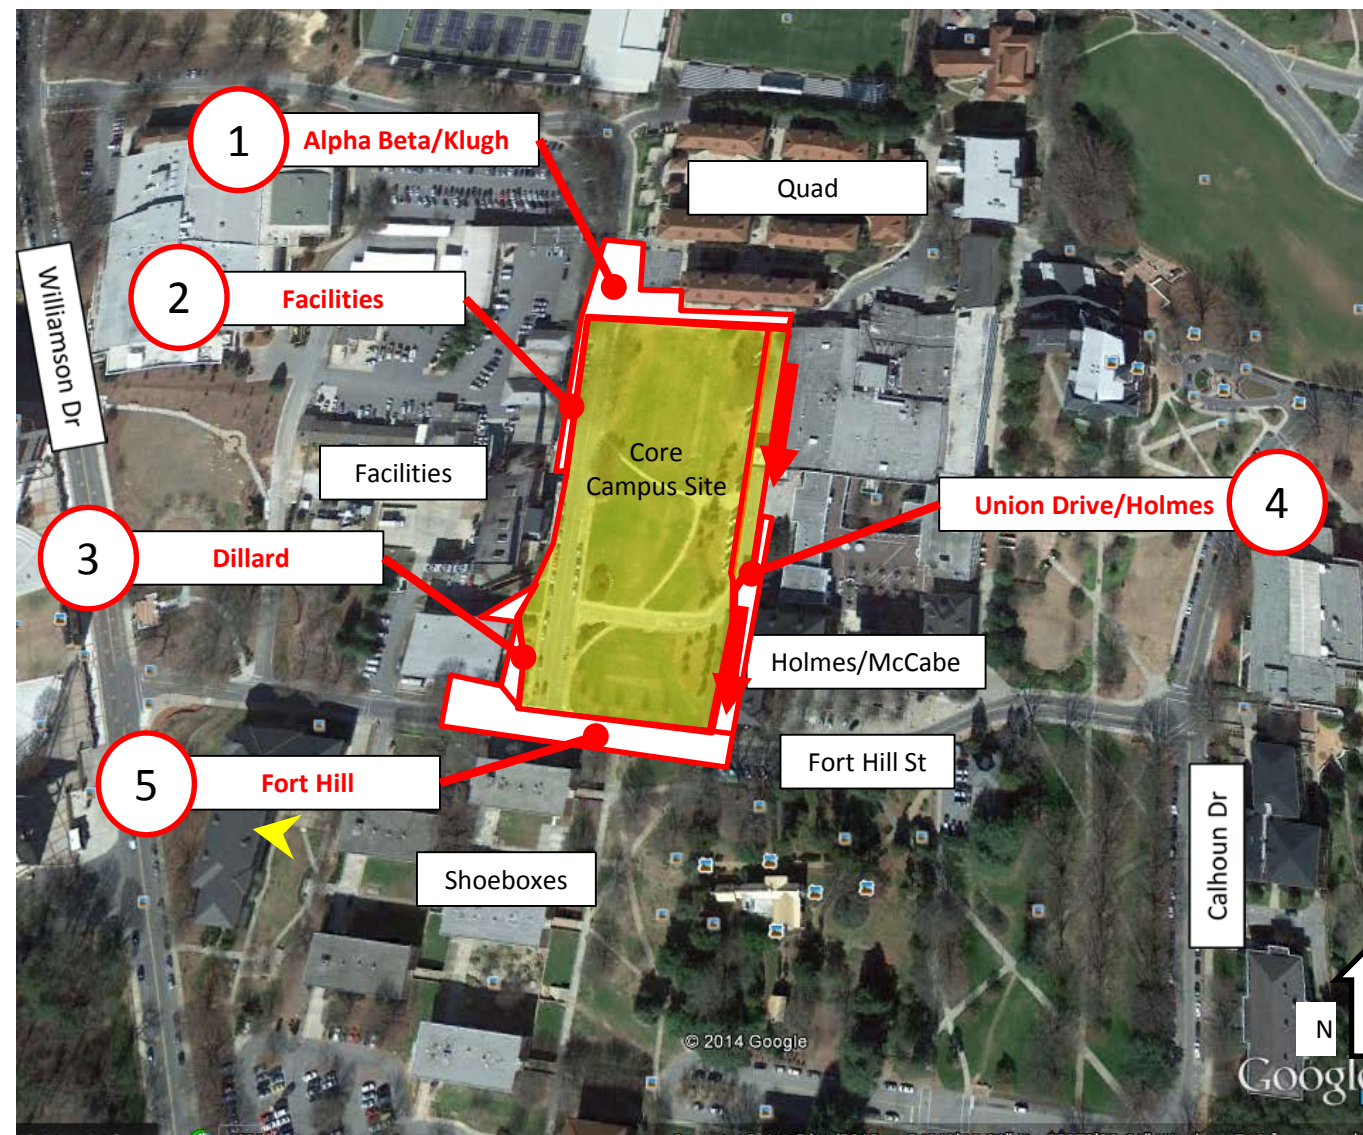 1
Alpha Beta/Klugh
Quad
Williamson Dr
2
Facilities
Core
Campus Site
Facilities
Union Drive/Holmes
4
3
Dillard
Holmes/McCabe
Fort Hill St
5
Fort Hill
Calhoun Dr
Shoeboxes
N
© 2014 Google
Google